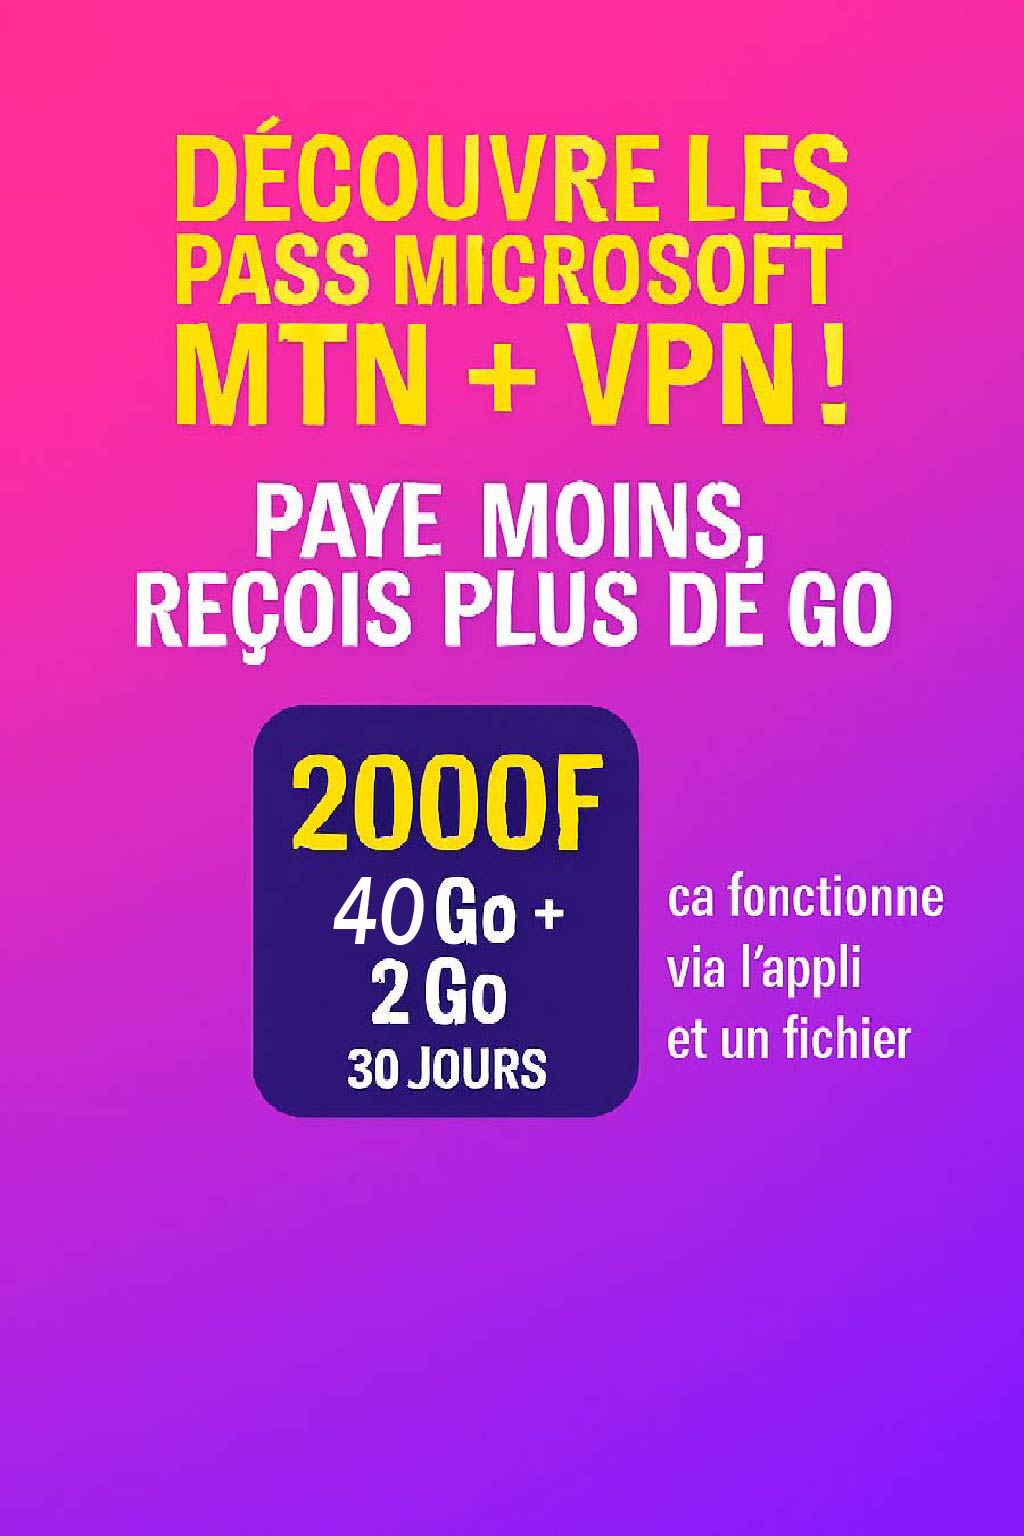 DÉCOUVRE LES
PASS MICROSOFT
MTN + VPN !
PAYE MOINS,
REÇOIS PLUS DE GO
2000F
40 Go +
2 Go
30 JOURS
ca fonctionne
via l'appli
et un fichier